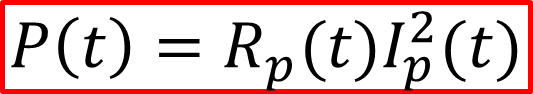 P(t) = R_p(t)I_p^2(t)